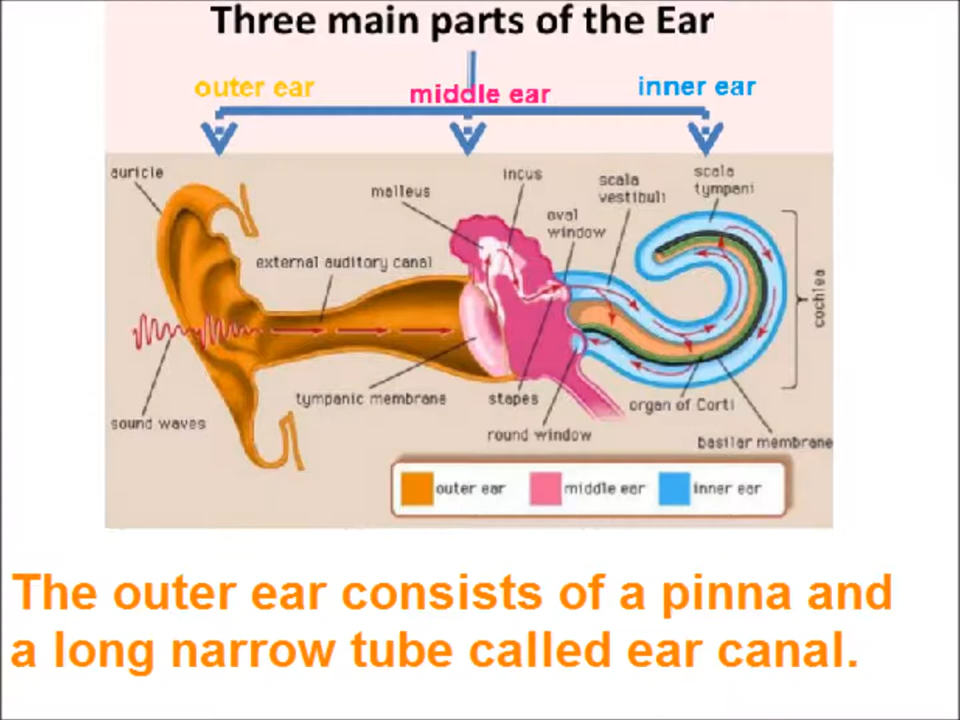 Three main parts of the Ear
outer ear
middle ear
inner ear
auricle
malleus
incus
scala
vestibuli
scala
tympani
oval
window
external auditory canal
cochlea
sound waves
tympanic membrane
stapes
round window
organ of Corti
basilar membrane
outer ear
middle ear
inner ear
The outer ear consists of a pinna and
a long narrow tube called ear canal.